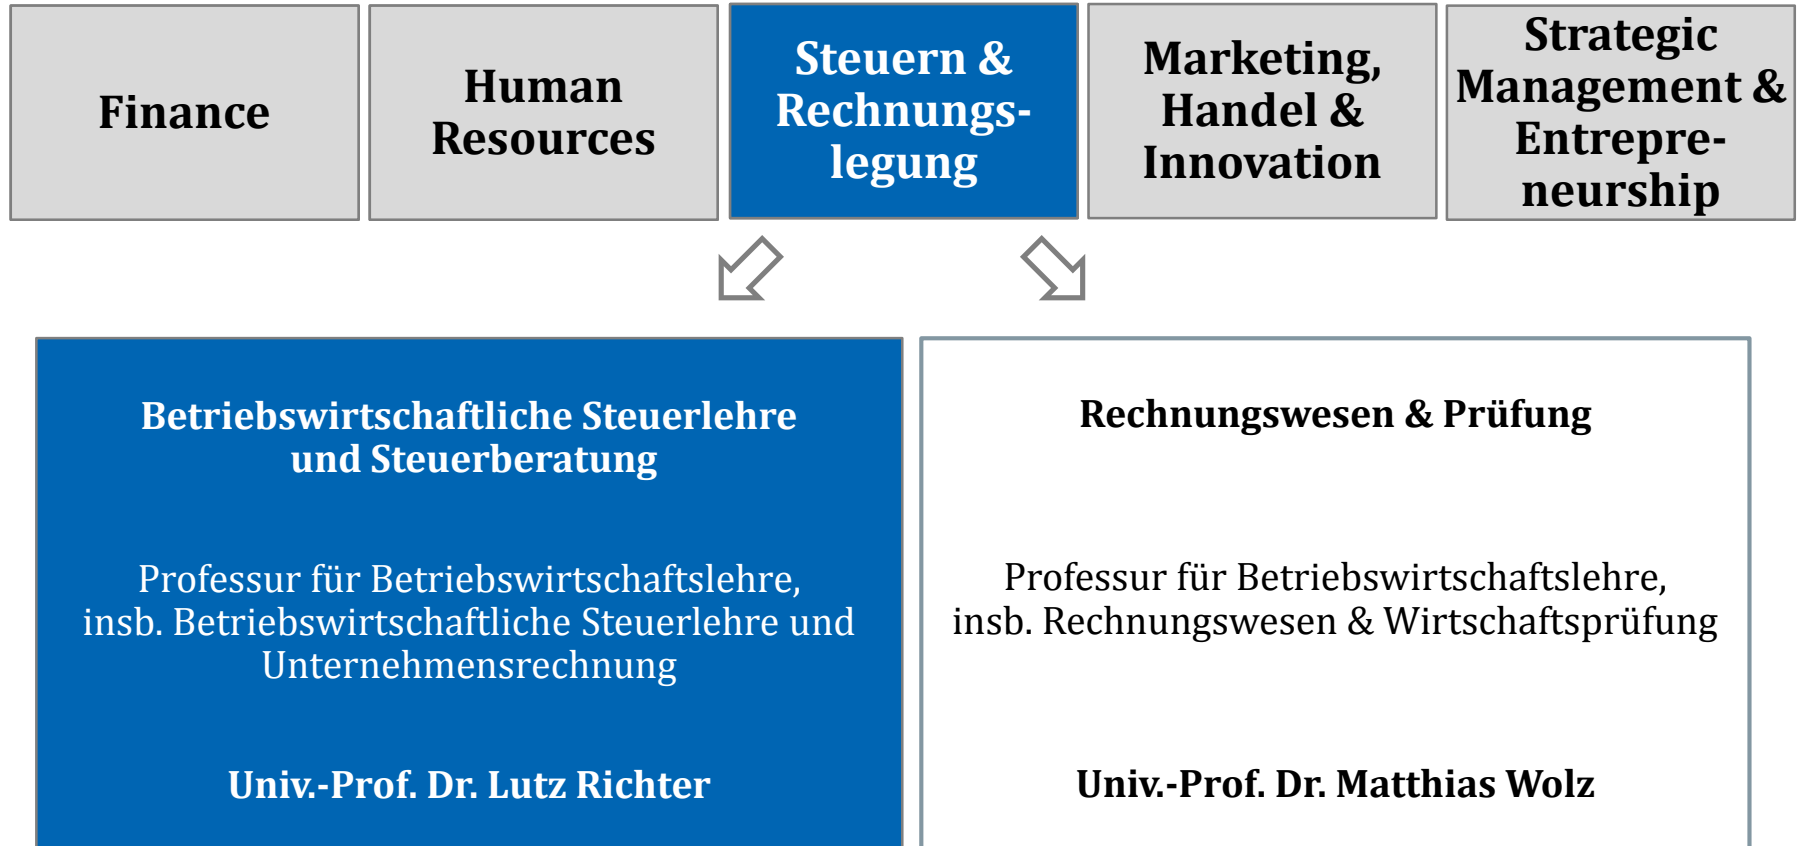 Finance
Human
Resources
Steuern &
Rechnungs-
legung
Marketing,
Handel &
Innovation
Strategic
Management &
Entrepre-
neurship
Betriebswirtschaftliche Steuerlehre
und Steuerberatung
Professur für Betriebswirtschaftslehre,
insb. Betriebswirtschaftliche Steuerlehre und
Unternehmensrechnung
Univ.-Prof. Dr. Lutz Richter
Rechnungswesen & Prüfung
Professur für Betriebswirtschaftslehre,
insb. Rechnungswesen & Wirtschaftsprüfung
Univ.-Prof. Dr. Matthias Wolz